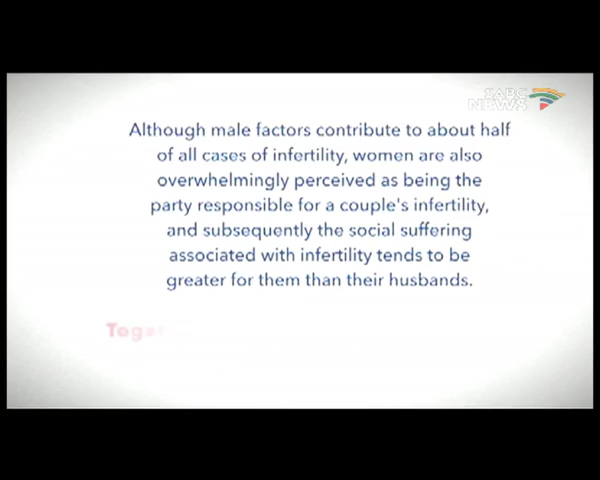 SABC
NEWS
Although male factors contribute to about half
of all cases of infertility, women are also
overwhelmingly perceived as being the
party responsible for a couple's infertility,
and subsequently the social suffering
associated with infertility tends to be
greater for them than their husbands.